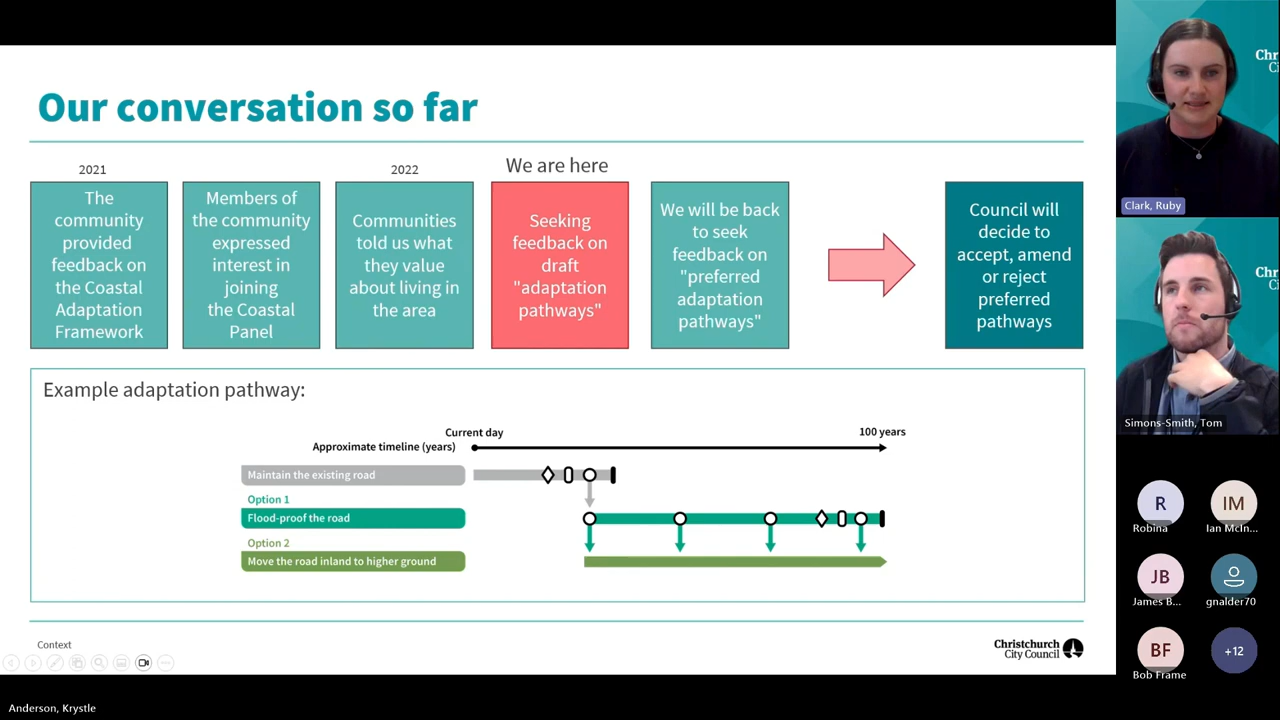 Our conversation so far
2021
2022
We are here
The
community
provided
feedback on
the Coastal
Adaptation
Framework
Members of
the community
expressed
interest in
joining
the Coastal
Panel
Communities
told us what
they value
about living in
the area
Seeking
feedback on
draft
"adaptation
pathways"
We will be back
to seek
feedback on
"preferred
adaptation
pathways"
Council will
decide to
accept, amend
or reject
preferred
pathways
Example adaptation pathway:
Current day
100 years
Approximate timeline (years)
Maintain the existing road
Option 1
Flood-proof the road
Option 2
Move the road inland to higher ground
Context
Christchurch
City Council
Anderson, Krystle
Chr
Ci
Clark, Ruby
Chr
Ci
Simons-Smith, Tom
R
Robina
IM
Ian McIn...
JB
James B...
gnalder70
BF
Bob Frame
+12